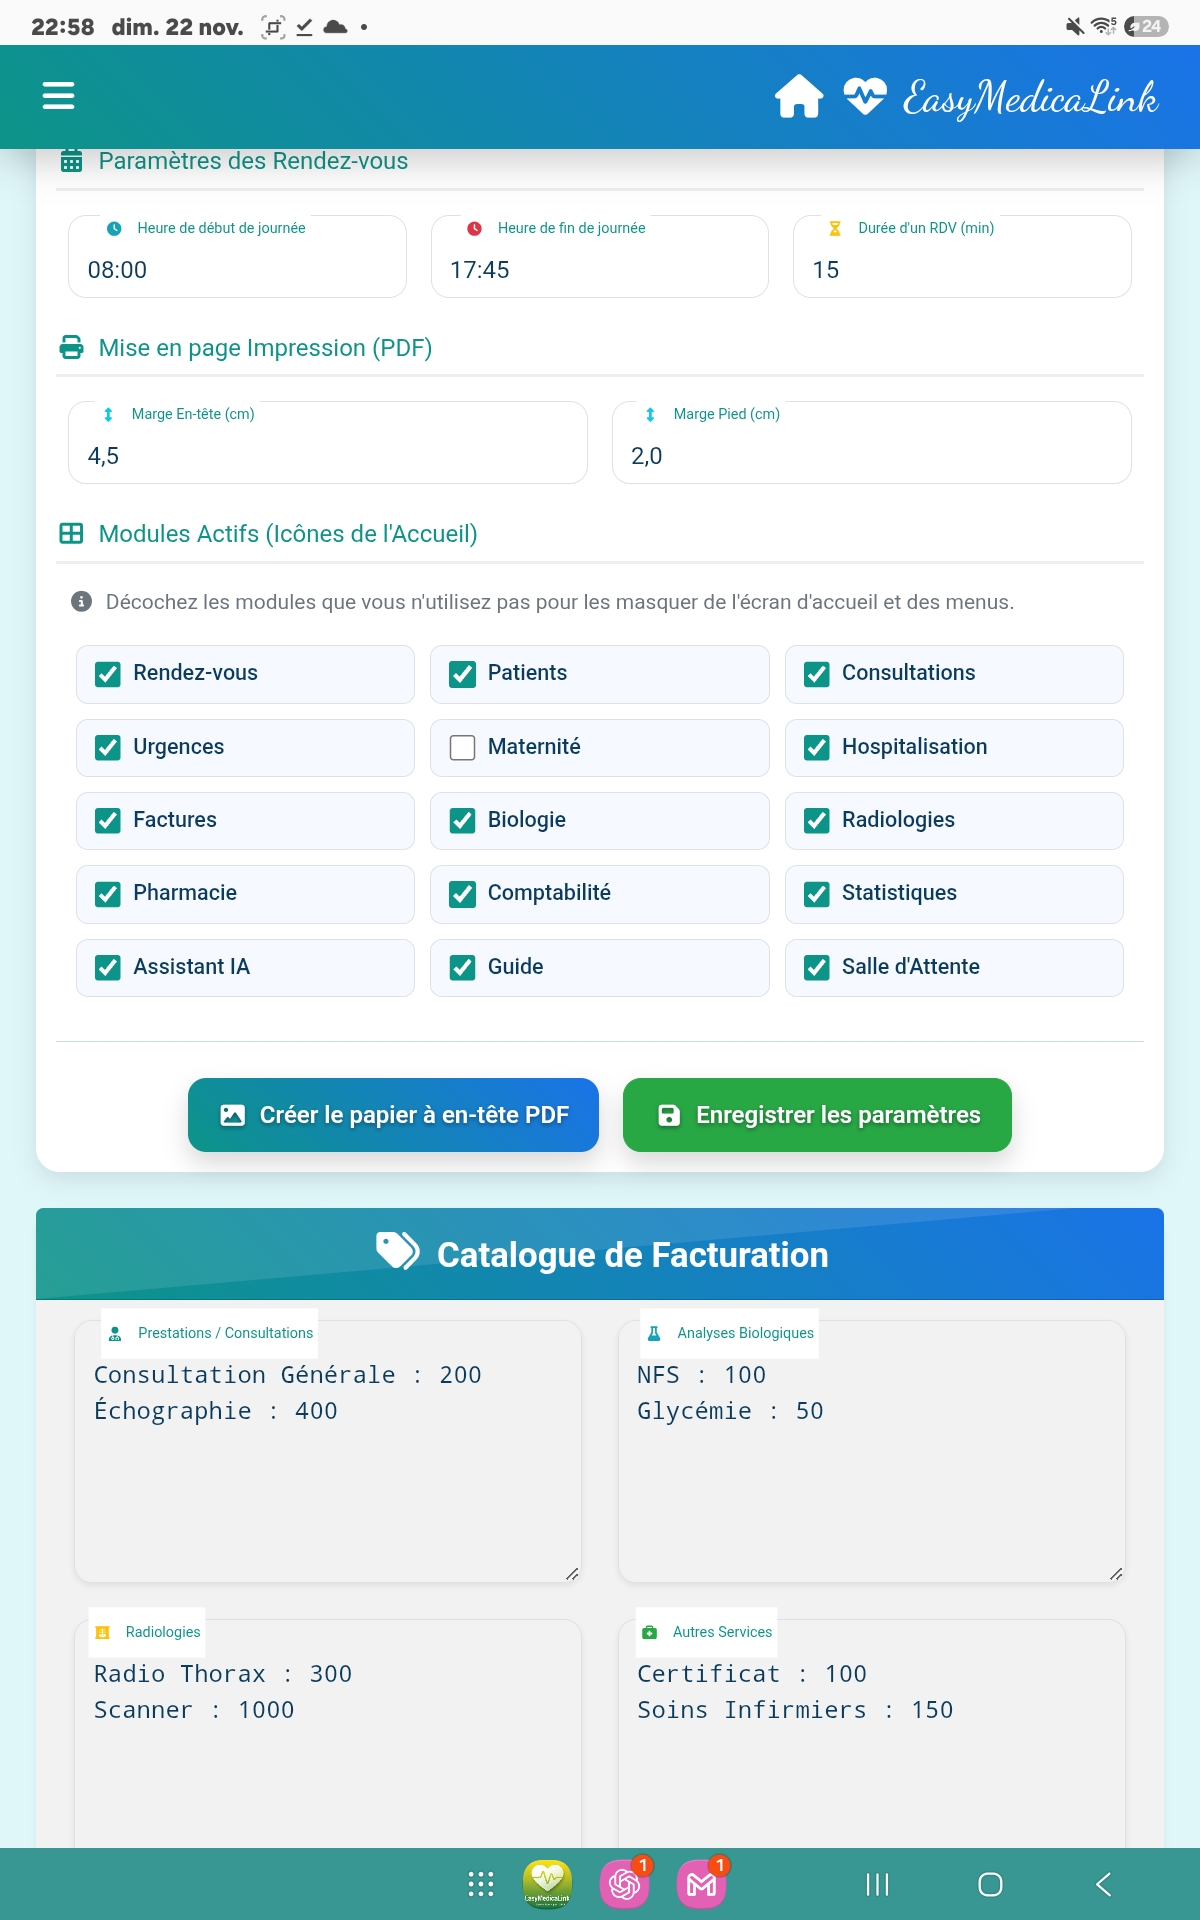 22:58 dim. 22 nov.
5 24
EasyMedicaLink
Paramètres des Rendez-vous
Heure de début de journée
Heure de fin de journée
Durée d'un RDV (min)
08:00
17:45
15
Mise en page Impression (PDF)
Marge En-tête (cm)
Marge Pied (cm)
4,5
2,0
Modules Actifs (Icônes de l'Accueil)
Décochez les modules que vous n'utilisez pas pour les masquer de l'écran d'accueil et des menus.
Rendez-vous
Patients
Consultations
Urgences
Maternité
Hospitalisation
Factures
Biologie
Radiologies
Pharmacie
Comptabilité
Statistiques
Assistant IA
Guide
Salle d'Attente
Créer le papier à en-tête PDF
Enregistrer les paramètres
Catalogue de Facturation
Prestations / Consultations
Consultation Générale : 200
Échographie : 400
Analyses Biologiques
NFS : 100
Glycémie : 50
Radiologies
Radio Thorax : 300
Scanner : 1000
Autres Services
Certificat : 100
Soins Infirmiers : 150
EasyMedicaLink
1
1